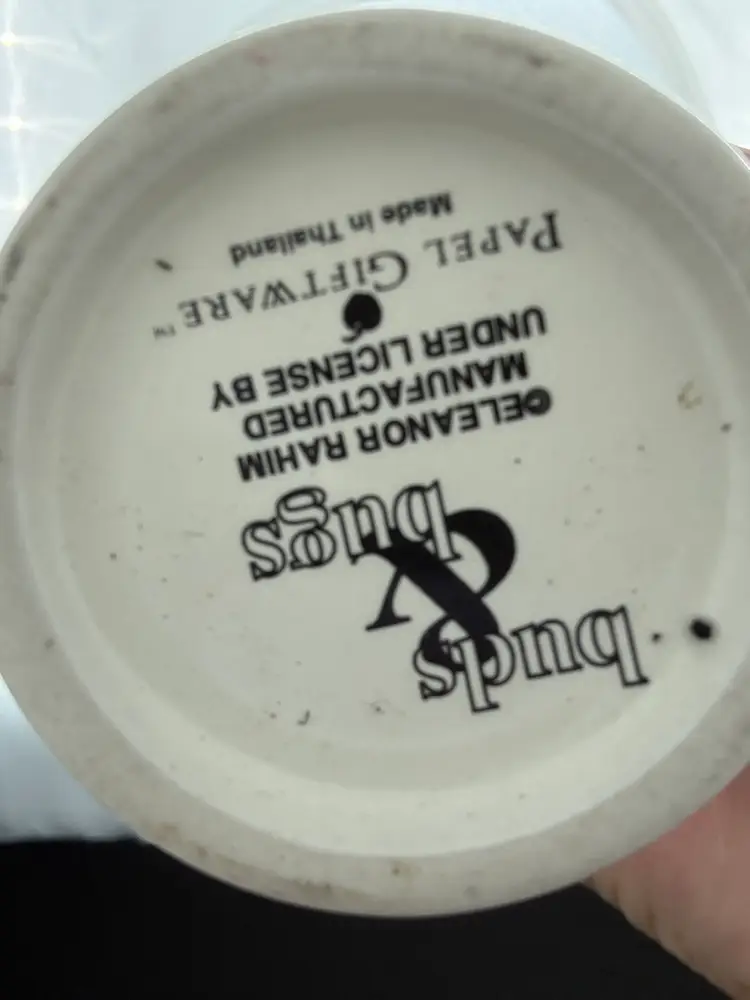 buds
&
bugs
©ELEANOR RAHIM
MANUFACTURED
UNDER LICENSE BY
PAPEL GIFTWARE™
Made in Thailand